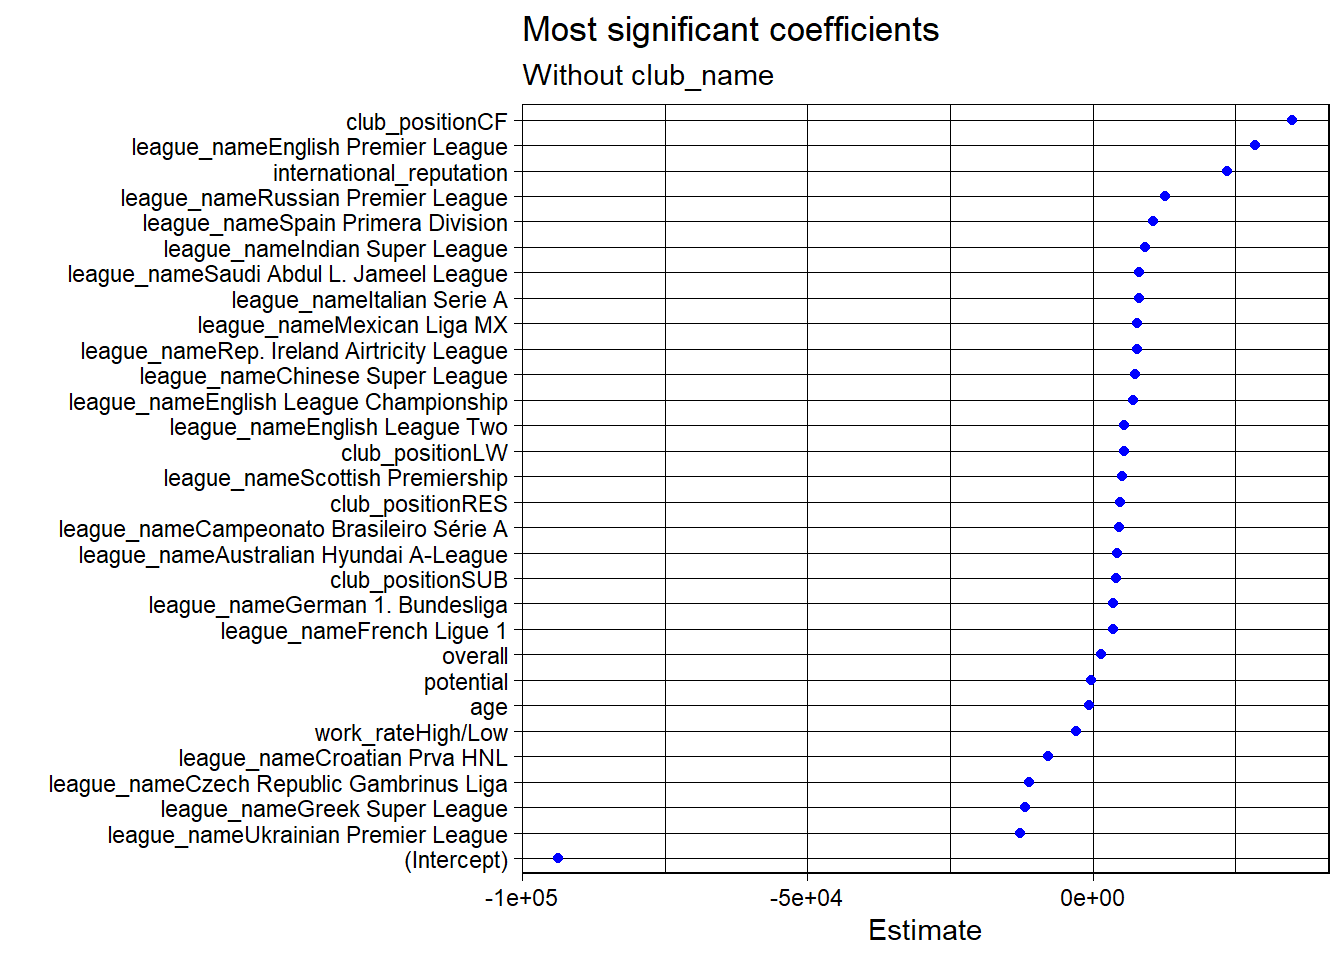 Most significant coefficients
Without club_name
club_positionCF
league_nameEnglish Premier League
international_reputation
league_nameRussian Premier League
league_nameSpain Primera Division
league_nameIndian Super League
league_nameSaudi Abdul L. Jameel League
league_nameItalian Serie A
league_nameMexican Liga MX
league_nameRep. Ireland Airtricity League
league_nameChinese Super League
league_nameEnglish League Championship
league_nameEnglish League Two
club_positionLW
league_nameScottish Premiership
club_positionRES
league_nameCampeonato Brasileiro Série A
league_nameAustralian Hyundai A-League
club_positionSUB
league_nameGerman 1. Bundesliga
league_nameFrench Ligue 1
overall
potential
age
work_rateHigh/Low
league_nameCroatian Prva HNL
league_nameCzech Republic Gambrinus Liga
league_nameGreek Super League
league_nameUkrainian Premier League
(Intercept)
-1e+05 -5e+04 0e+00
Estimate